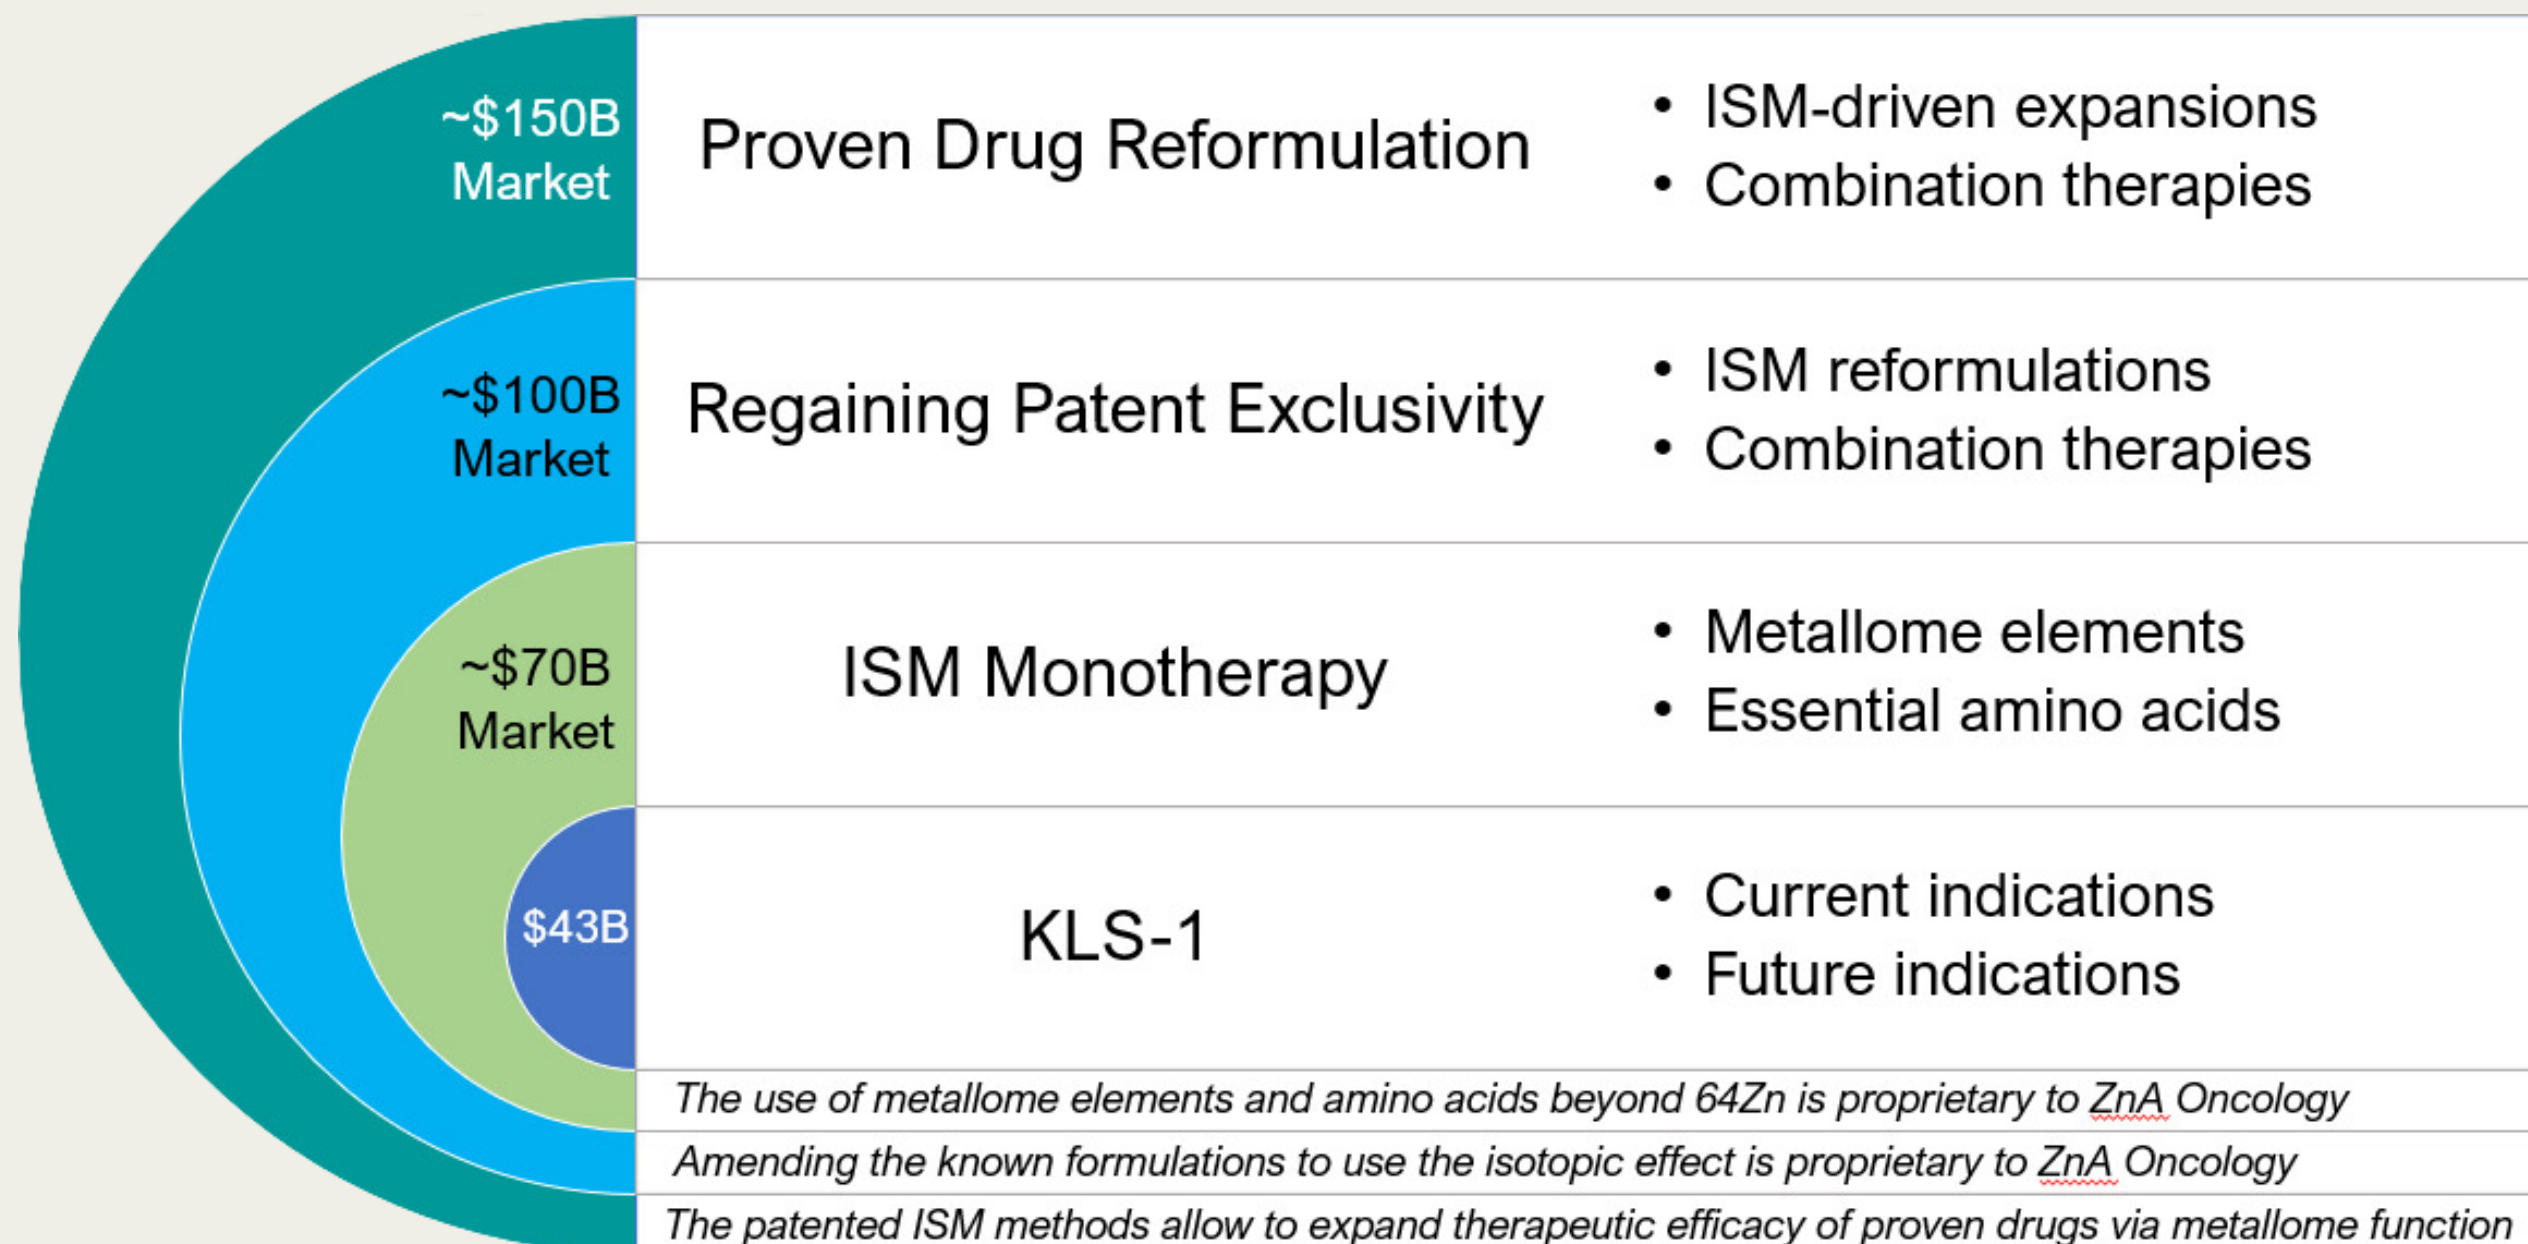 ~$150B
Market
Proven Drug Reformulation
• ISM-driven expansions
• Combination therapies
~$100B
Market
Regaining Patent Exclusivity
• ISM reformulations
• Combination therapies
~$70B
Market
ISM Monotherapy
• Metallome elements
• Essential amino acids
$43B
KLS-1
• Current indications
• Future indications
The use of metallome elements and amino acids beyond 64Zn is proprietary to ZnA Oncology
Amending the known formulations to use the isotopic effect is proprietary to ZnA Oncology
The patented ISM methods allow to expand therapeutic efficacy of proven drugs via metallome function